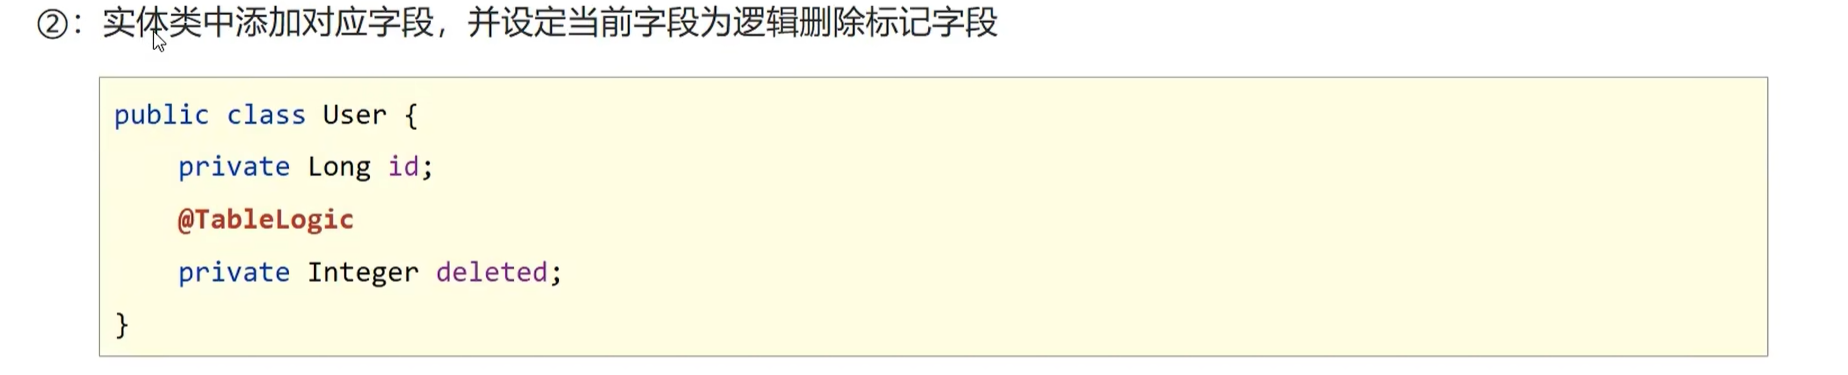 ②：实体类中添加对应字段，并设定当前字段为逻辑删除标记字段
public class User {
    private Long id;
    @TableLogic
    private Integer deleted;
}